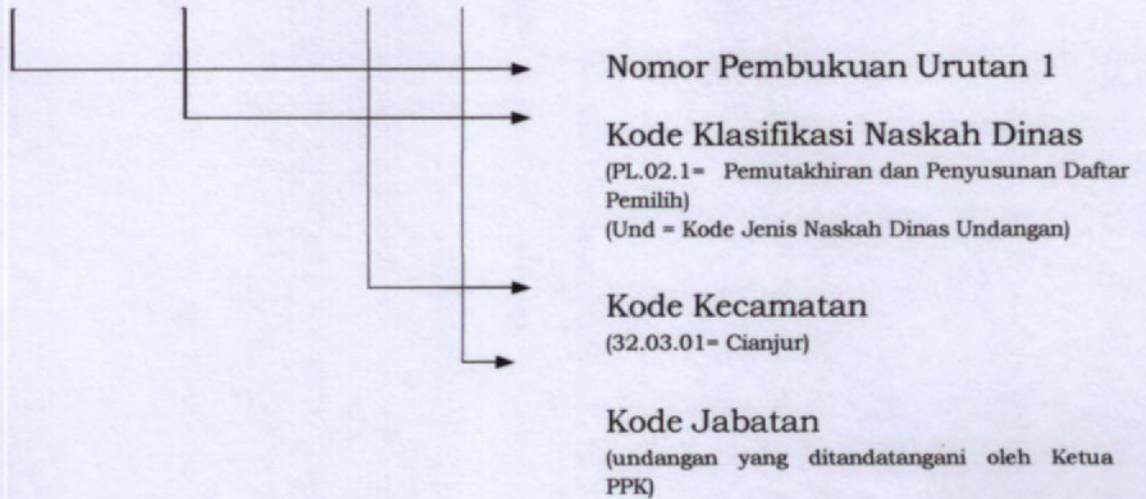 Nomor Pembukuan Urutan 1
Kode Klasifikasi Naskah Dinas
(PL.02.1= Pemutakhiran dan Penyusunan Daftar
Pemilih)
(Und = Kode Jenis Naskah Dinas Undangan)
Kode Kecamatan
(32.03.01= Cianjur)
Kode Jabatan
(undangan yang ditandatangani oleh Ketua
PPK)